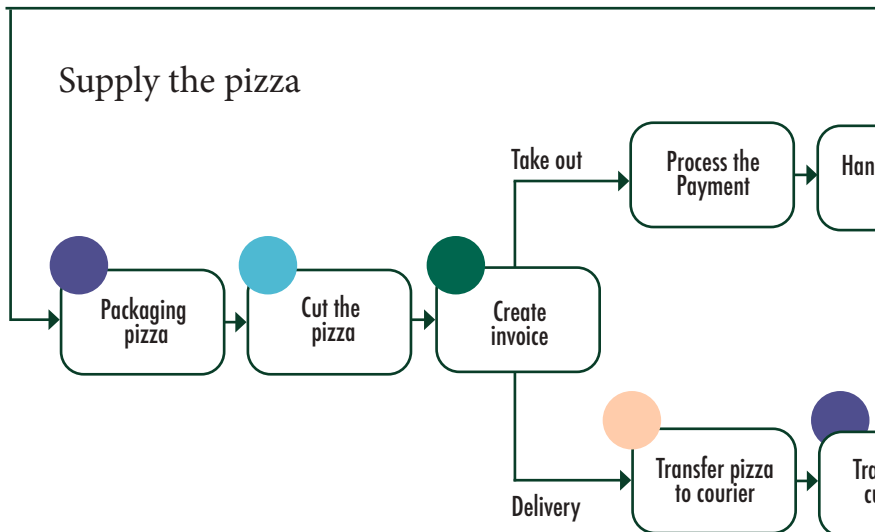 Supply the pizza
Take out
Process the
Payment
Packaging
pizza
Cut the
pizza
Create
invoice
Transfer pizza
to courier
Delivery